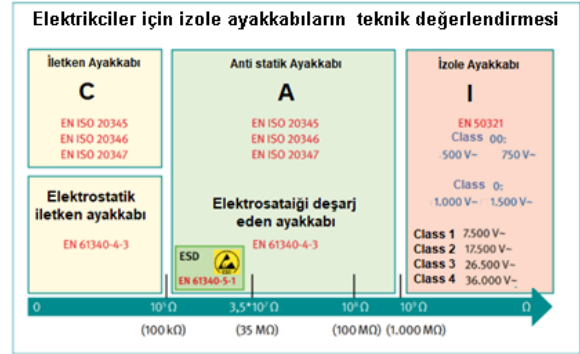 Elektrikciler için izole ayakkabıların teknik değerlendirmesi
İletken Ayakkabı
C
EN ISO 20345
EN ISO 20346
EN ISO 20347
Elektrostatik
iletken ayakkabı
EN 61340-4-3
Anti statik Ayakkabı
A
EN ISO 20345
EN ISO 20346
EN ISO 20347
Elektrosataiği deşarj
eden ayakkabı
EN 61340-4-3
ESD
EN 61340-5-1
İzole Ayakkabı
I
EN 50321
Class 00:
500 V~ 750 V~
Class 0:
1.000 V~ 1.500 V~
Class 1 7.500 V~
Class 2 17.500 V~
Class 3 26.500 V~
Class 4 36.000 V~
0 10⁵ Ω 3,5*10⁷ Ω 10⁸ Ω 10⁹ Ω Ω
(100 kΩ) (35 MΩ) (100 MΩ) (1.000 MΩ)